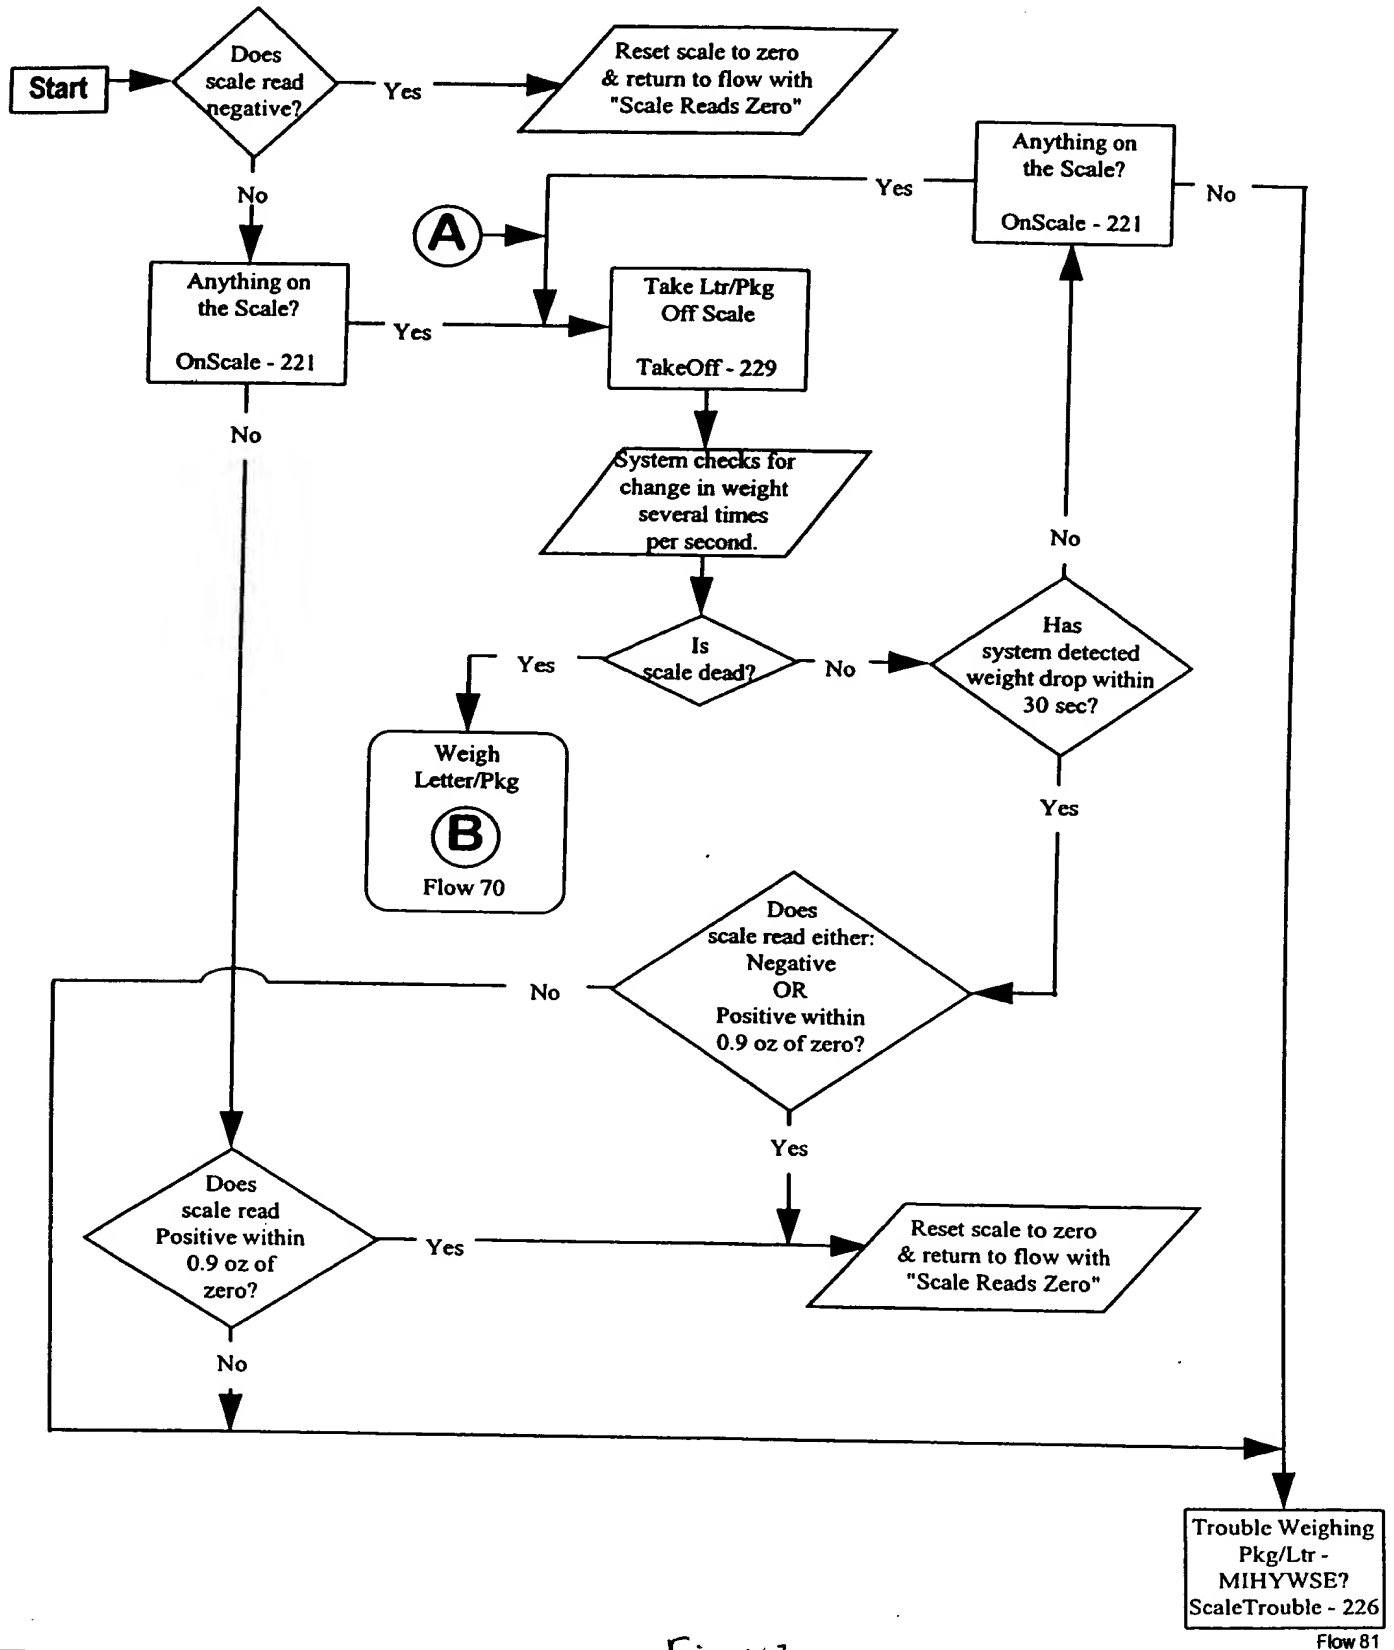 Start
Does
scale read
negative?
Yes
Reset scale to zero
& return to flow with
"Scale Reads Zero"
No
Anything on
the Scale?
OnScale - 221
Yes
No
A
Anything on
the Scale?
OnScale - 221
Yes
No
Take Ltr/Pkg
Off Scale
TakeOff - 229
System checks for
change in weight
several times
per second.
Is
scale dead?
Yes
No
Has
system detected
weight drop within
30 sec?
No
Yes
Weigh
Letter/Pkg
B
Flow 70
Does
scale read either:
Negative
OR
Positive within
0.9 oz of zero?
No
Yes
Does
scale read
Positive within
0.9 oz of
zero?
Yes
No
Reset scale to zero
& return to flow with
"Scale Reads Zero"
Trouble Weighing
Pkg/Ltr -
MIHYWSE?
ScaleTrouble - 226
Flow 81